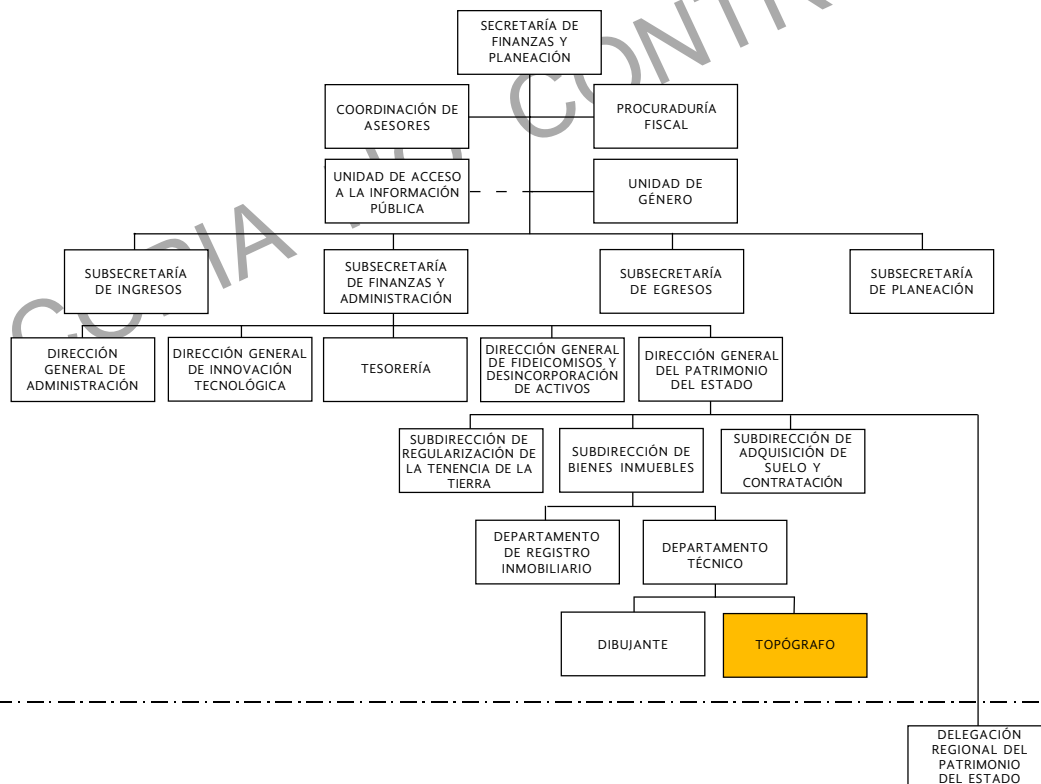 SECRETARÍA DE
FINANZAS Y
PLANEACIÓN
COORDINACIÓN DE
ASESORES
PROCURADURÍA
FISCAL
UNIDAD DE ACCESO
A LA INFORMACIÓN
PÚBLICA
UNIDAD DE
GÉNERO
SUBSECRETARÍA
DE INGRESOS
SUBSECRETARÍA
DE FINANZAS Y
ADMINISTRACIÓN
SUBSECRETARÍA
DE EGRESOS
SUBSECRETARÍA
DE PLANEACIÓN
DIRECCIÓN
GENERAL DE
ADMINISTRACIÓN
DIRECCIÓN GENERAL
DE INNOVACIÓN
TECNOLÓGICA
TESORERÍA
DIRECCIÓN GENERAL
DE FIDEICOMISOS Y
DESINCORPORACIÓN
DE ACTIVOS
DIRECCIÓN GENERAL
DEL PATRIMONIO
DEL ESTADO
SUBDIRECCIÓN DE
REGULARIZACIÓN DE
LA TENENCIA DE LA
TIERRA
SUBDIRECCIÓN DE
BIENES INMUEBLES
SUBDIRECCIÓN DE
ADQUISICIÓN DE
SUELO Y
CONTRATACIÓN
DEPARTAMENTO
DE REGISTRO
INMOBILIARIO
DEPARTAMENTO
TÉCNICO
DIBUJANTE
TOPÓGRAFO
DELEGACIÓN
REGIONAL DEL
PATRIMONIO
DEL ESTADO